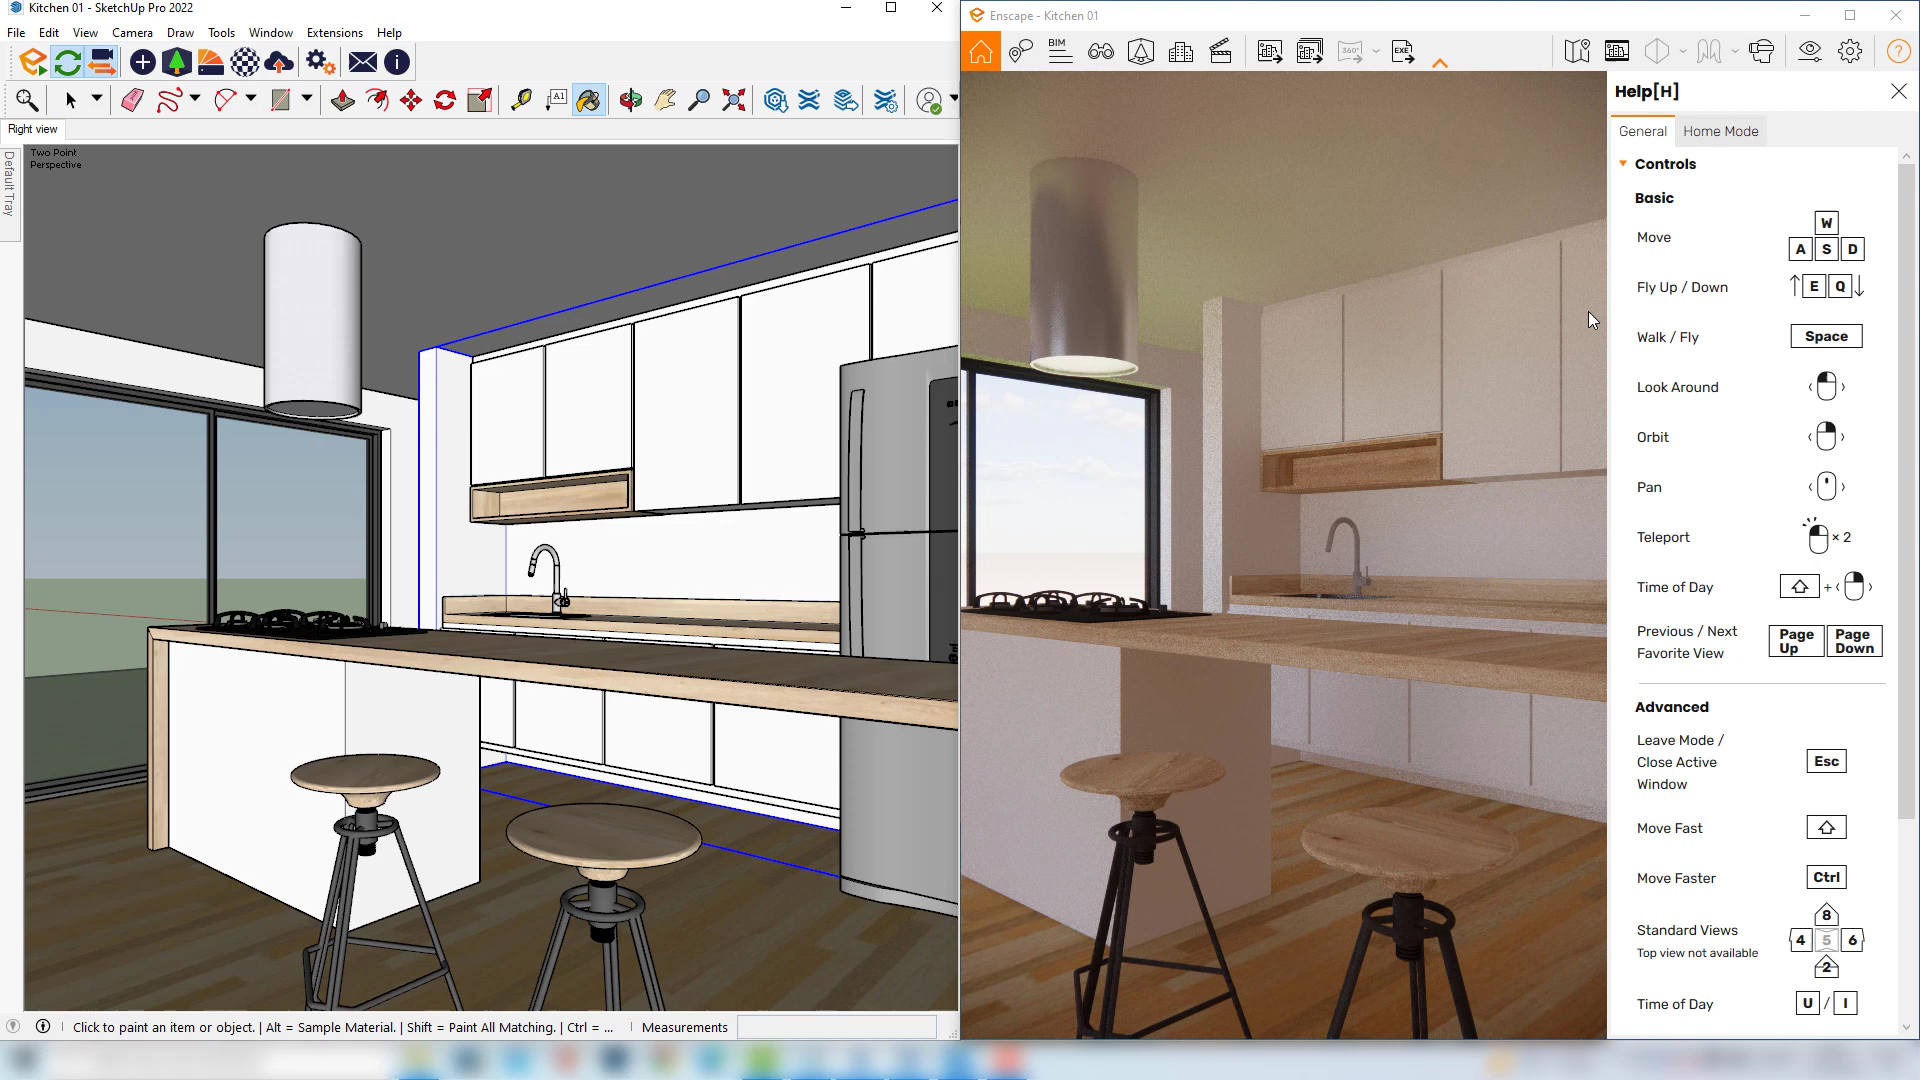 Kitchen 01 - SketchUp Pro 2022
File Edit View Camera Draw Tools Window Extensions Help
A1
Right view
Default Tray
Two Point
Perspective
Click to paint an item or object. | Alt = Sample Material. | Shift = Paint All Matching. | Ctrl = ...
Measurements
Enscape - Kitchen 01
BIM
360°
EXE
?
Help[H]
General
Home Mode
Controls
Basic
Move
W
A S D
Fly Up / Down
E Q
Walk / Fly
Space
Look Around
Orbit
Pan
Teleport
× 2
Time of Day
+
Previous / Next
Favorite View
Page Up
Page Down
Advanced
Leave Mode /
Close Active
Window
Esc
Move Fast
Move Faster
Ctrl
Standard Views
Top view not available
8
4 5 6
2
Time of Day
U / I